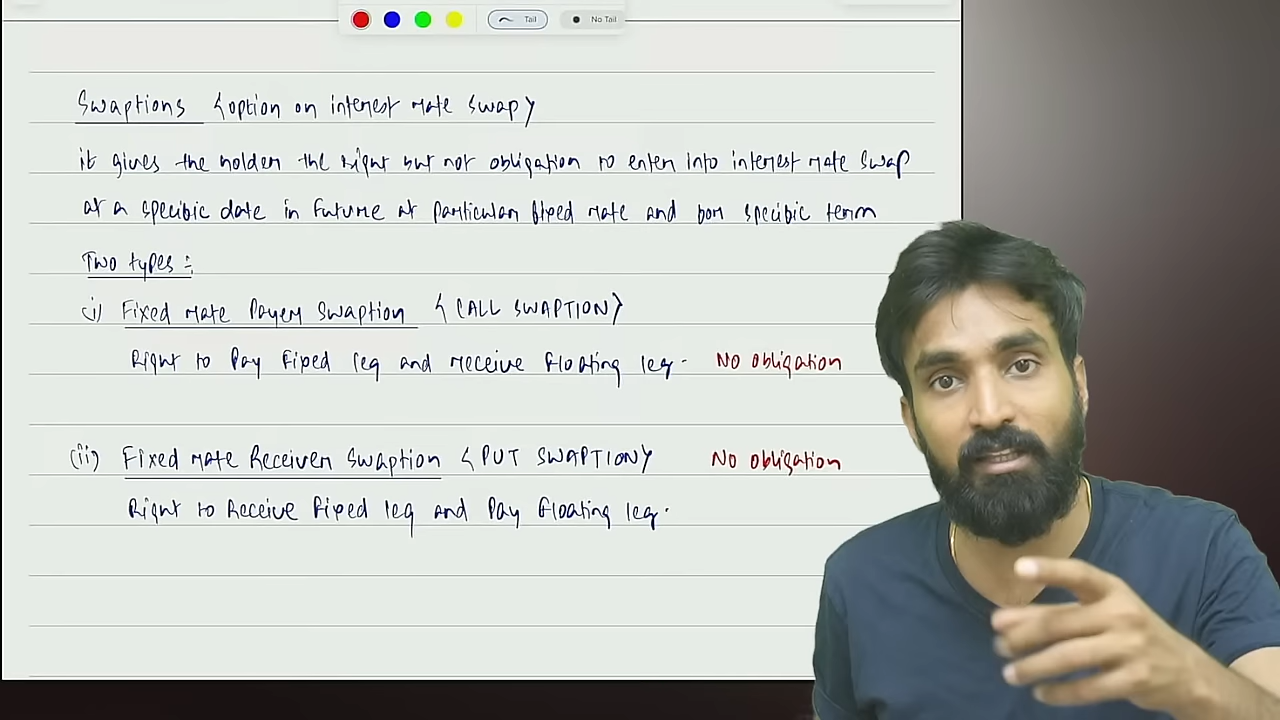 Tail
No Tail
Swaptions {option on interest rate swap}
it gives the holder the right but not obligation to enter into interest rate swap
at a specific date in future at particular fixed rate and for specific term
Two types :-
(i) Fixed rate Payer Swaption {CALL SWAPTION}
Right to Pay Fixed leg and receive floating leg. No obligation
(ii) Fixed rate Receiver Swaption {PUT SWAPTION} No obligation
Right to Receive fixed leg and Pay floating leg.